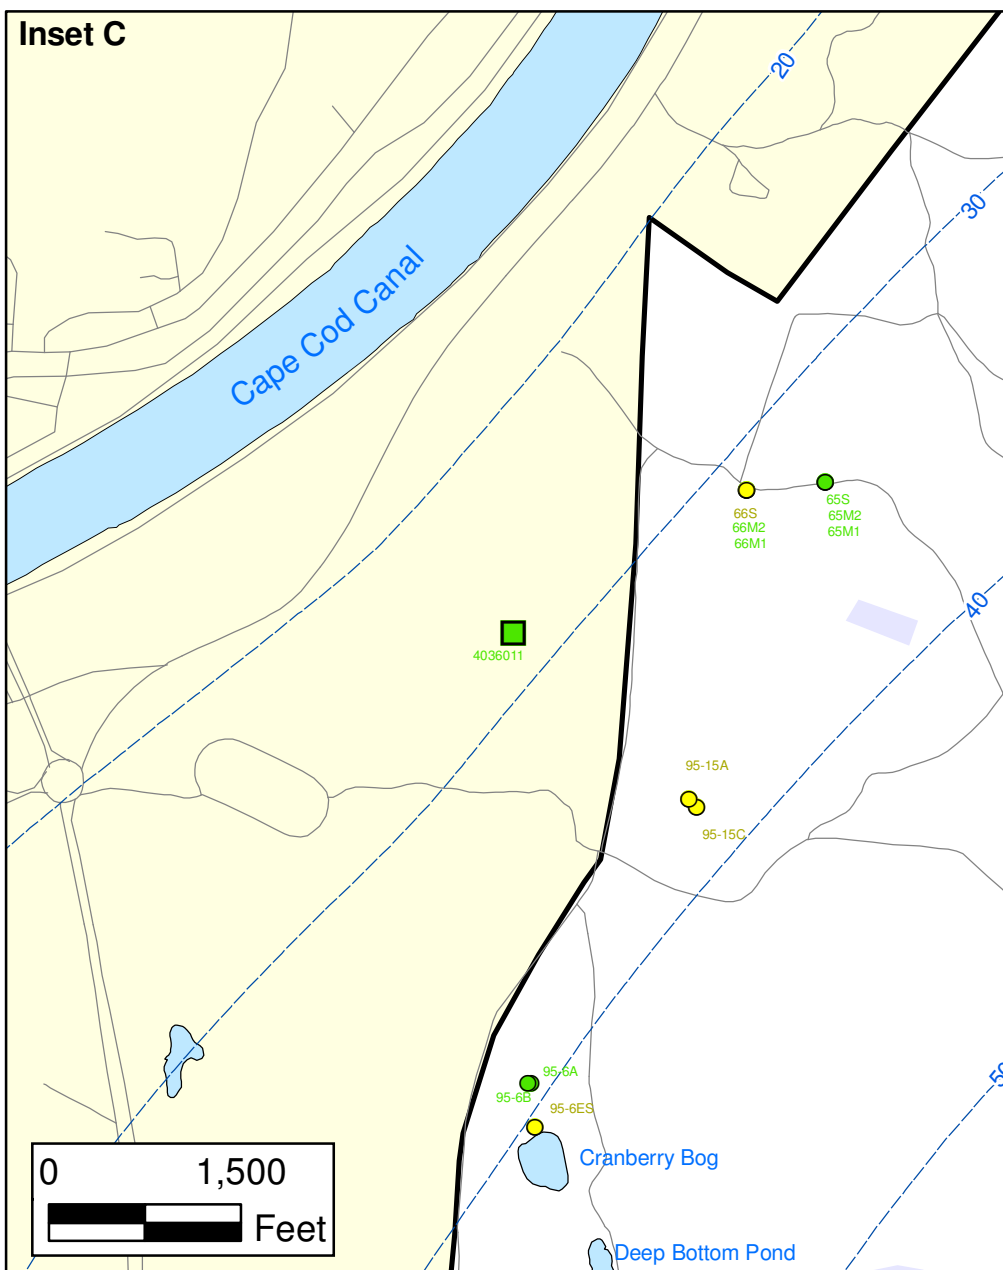 Inset C
20
30
Cape Cod Canal
66S
66M2
66M1
65S
65M2
65M1
40
4036011
95-15A
95-15C
95-6A
95-6B
95-6ES
50
Cranberry Bog
0 1,500
Feet
Deep Bottom Pond